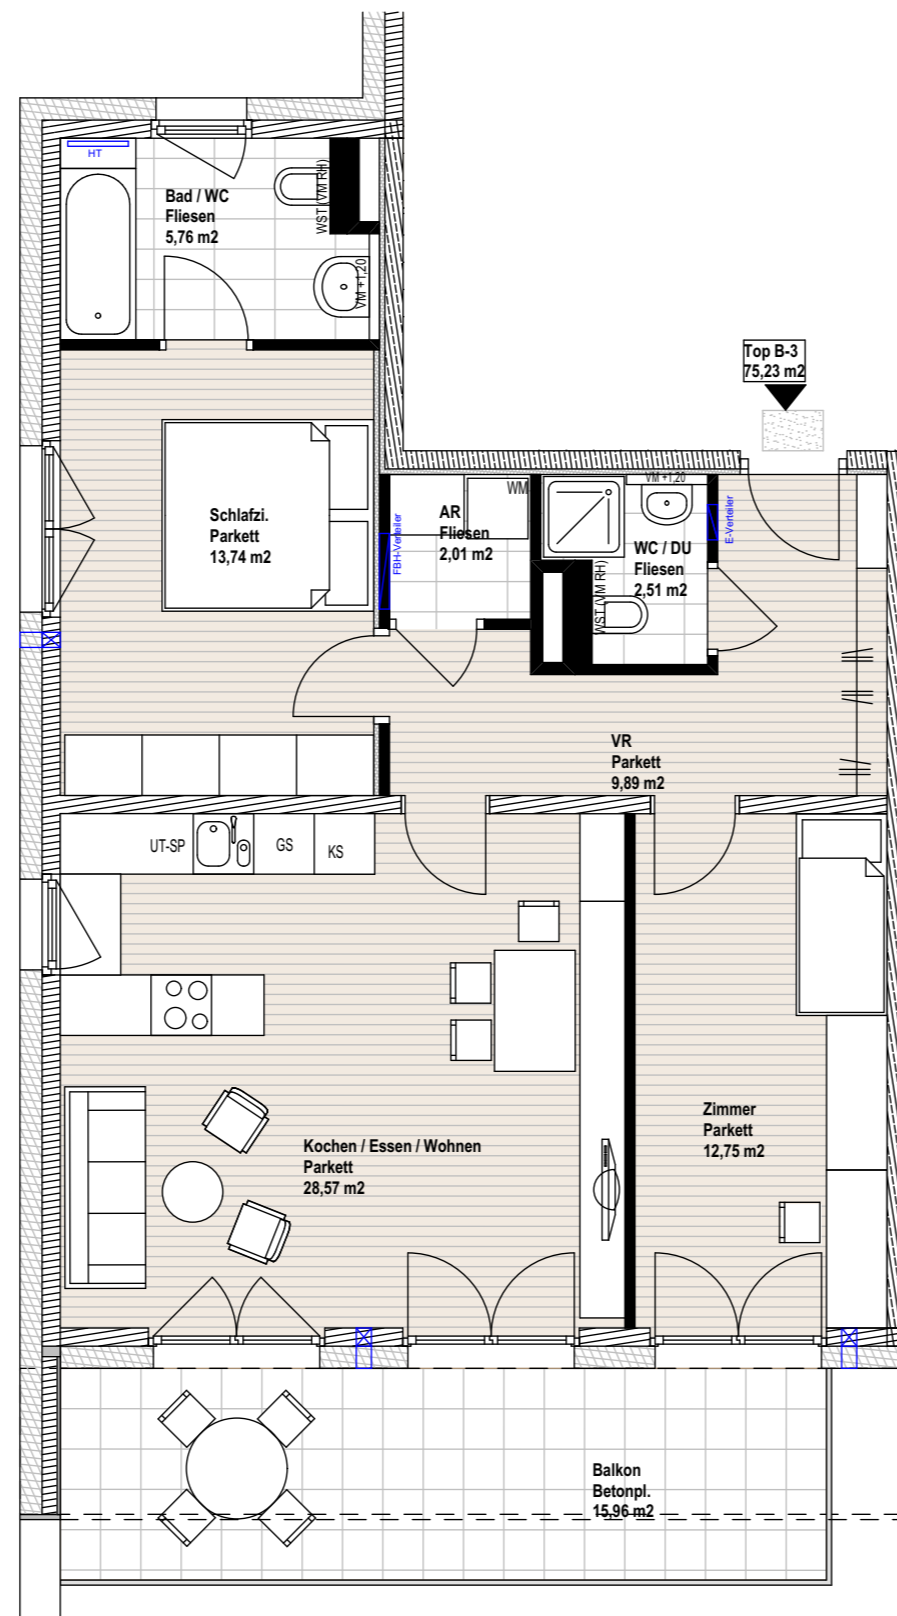 HT
Bad / WC
Fliesen
5,76 m2
WST (VM RH)
VM +1,20
Top B-3
75,23 m2
Schlafzi.
Parkett
13,74 m2
FBH-Verteiler
AR
Fliesen
2,01 m2
WM
VM +1,20
WC / DU
Fliesen
2,51 m2
WST (VM RH)
E-Verteiler
VR
Parkett
9,89 m2
UT-SP
GS
KS
Kochen / Essen / Wohnen
Parkett
28,57 m2
Zimmer
Parkett
12,75 m2
Balkon
Betonpl.
15,96 m2